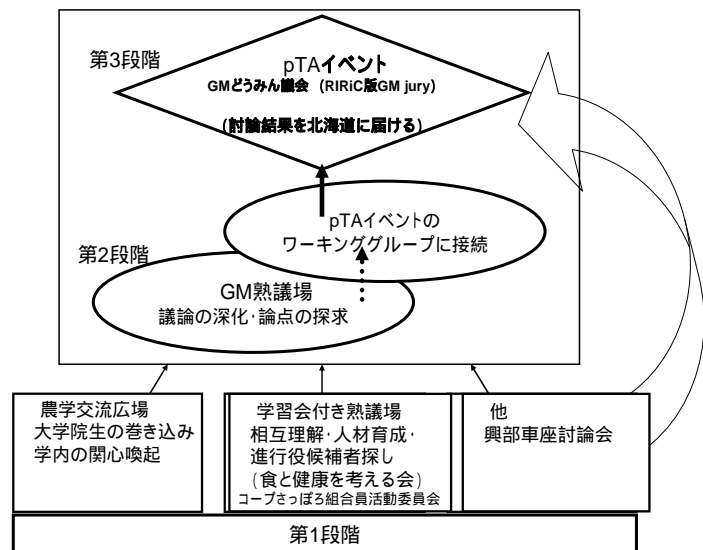 第3段階
pTAイベント
GMどうみん議会 (RIRiC版GM jury)
(討論結果を北海道に届ける)
pTAイベントの
ワーキンググループに接続
第2段階
GM熟議場
議論の深化・論点の探求
農学交流広場
大学院生の巻き込み
学内の関心喚起
学習会付き熟議場
相互理解・人材育成・
進行役候補者探し
(食と健康を考える会)
コープさっぽろ組合員活動委員会
他
興部車座討論会
第1段階